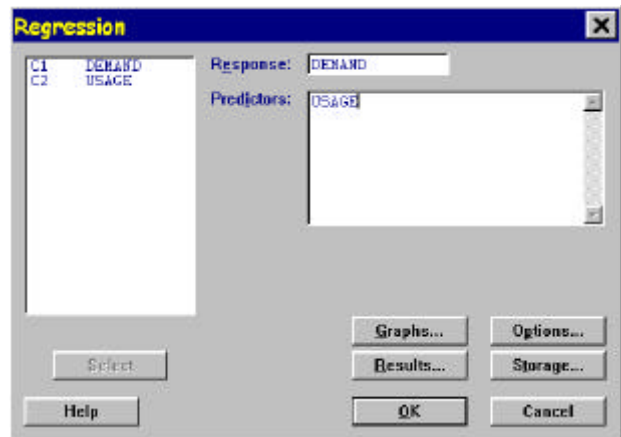 Regression
C1 DEMAND
C2 USAGE
Response: DEMAND
Predictors: USAGE
Graphs... Options...
Select Results... Storage...
Help OK Cancel